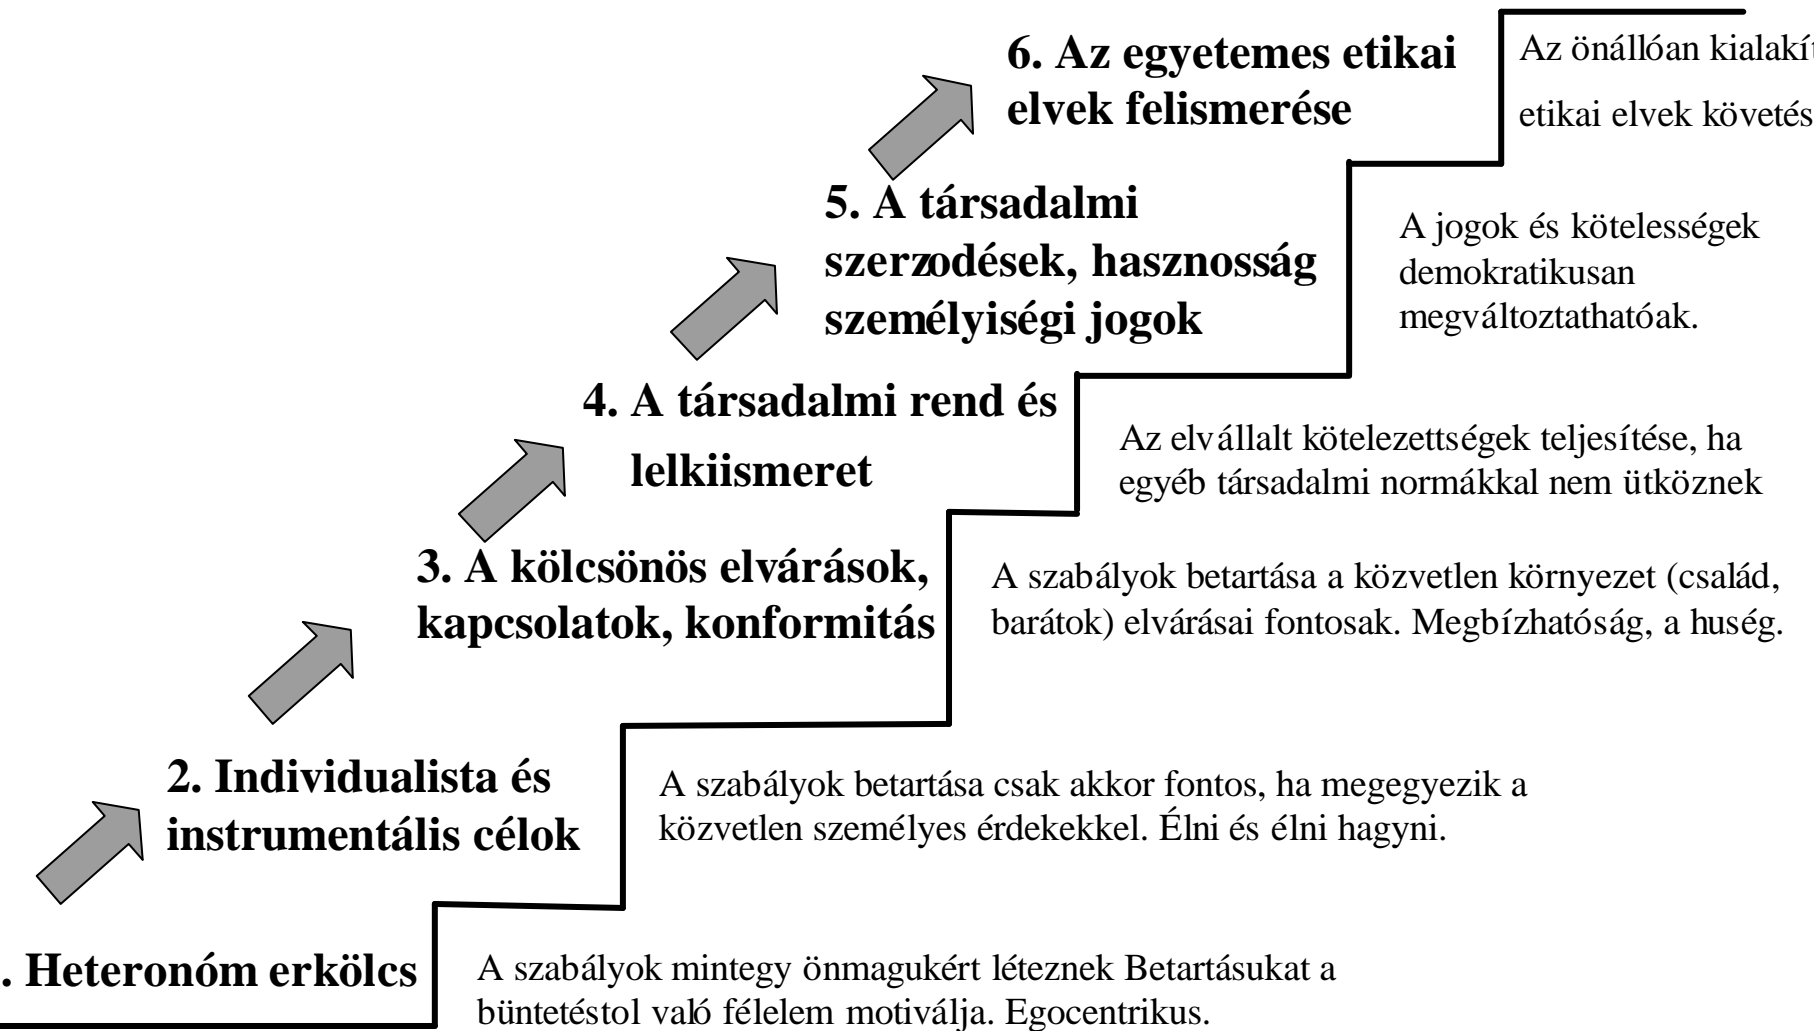 6. Az egyetemes etikai
elvek felismerése
Az önállóan
etikai elvek
5. A társadalmi
szerzodések, hasznosság
személyiségi jogok
A jogok és kötelességek
demokratikusan
megváltoztathatóak.
4. A társadalmi rend és
lelkiismeret
Az elvállalt kötelezettségek teljesítése, ha
egyéb társadalmi normákkal nem ütköznek
3. A kölcsönös elvárások,
kapcsolatok, konformitás
A szabályok betartása a közvetlen környezet (család,
barátok) elvárásai fontosak. Megbízhatóság, a huség.
2. Individualista és
instrumentális célok
A szabályok betartása csak akkor fontos, ha megegyezik a
közvetlen személyes érdekekkel. Élni és élni hagyni.
. Heteronóm erkölcs
A szabályok mintegy önmagukért léteznek Betartásukat a
büntetéstol való félelem motiválja. Egocentrikus.